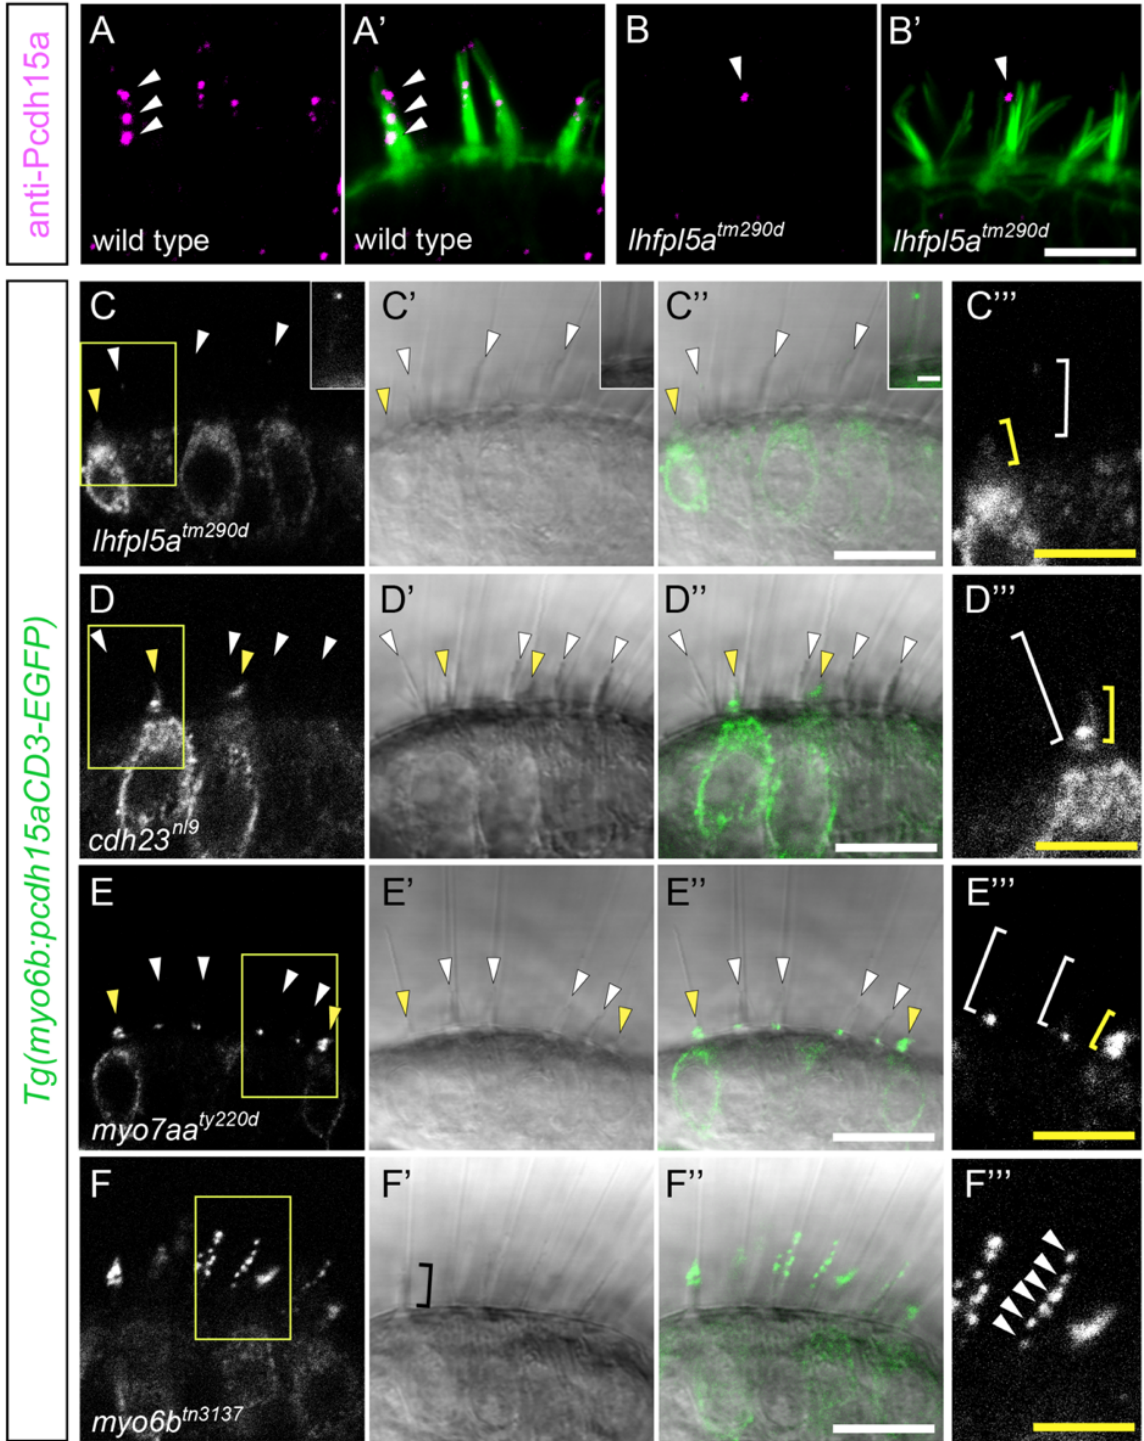 anti-Pcdh15a
A
wild type
A'
wild type
B
lhfpl5a^tm290d
B'
lhfpl5a^tm290d
Tg(myo6b:pcdh15aCD3-EGFP)
C
lhfpl5a^tm290d
C'
C''
C'''
D
cdh23^nl9
D'
D''
D'''
E
myo7aa^ty220d
E'
E''
E'''
F
myo6b^tn3137
F'
F''
F'''